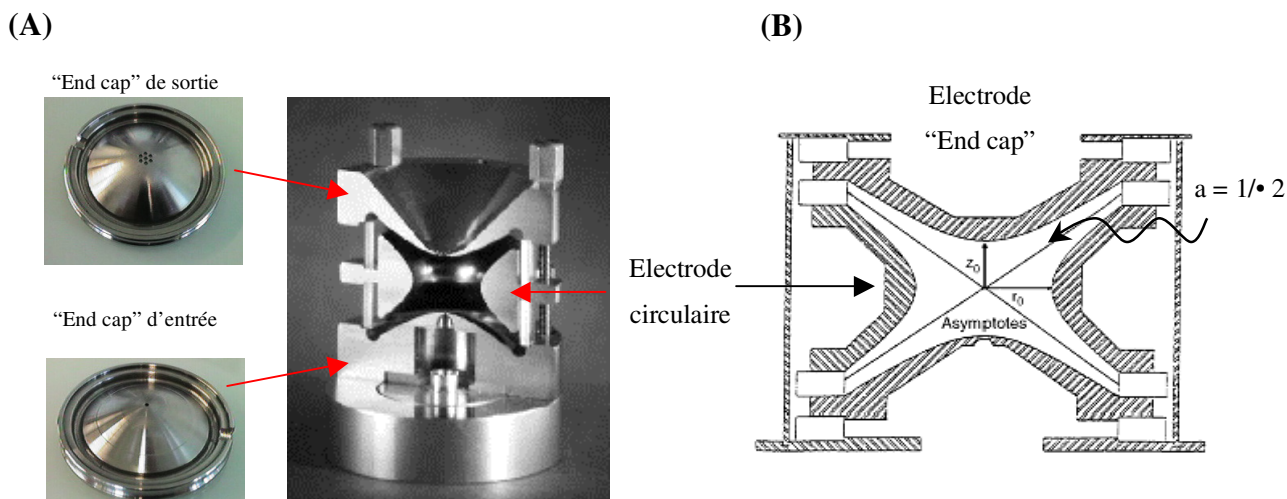 (A)
(B)
“End cap” de sortie
“End cap” d’entrée
Electrode
“End cap”
a = 1/• 2
Electrode
circulaire
z0
r0
Asymptotes